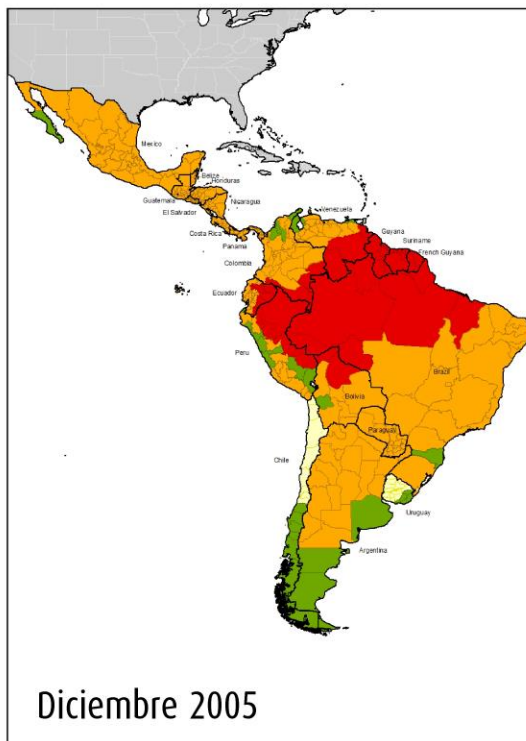 Mexico
Belize
Honduras
Guatemala
Nicaragua
El Salvador
Costa Rica
Panama
Venezuela
Guyana
Suriname
French Guyana
Colombia
Ecuador
Peru
Brazil
Bolivia
Paraguay
Chile
Uruguay
Argentina
Diciembre 2005